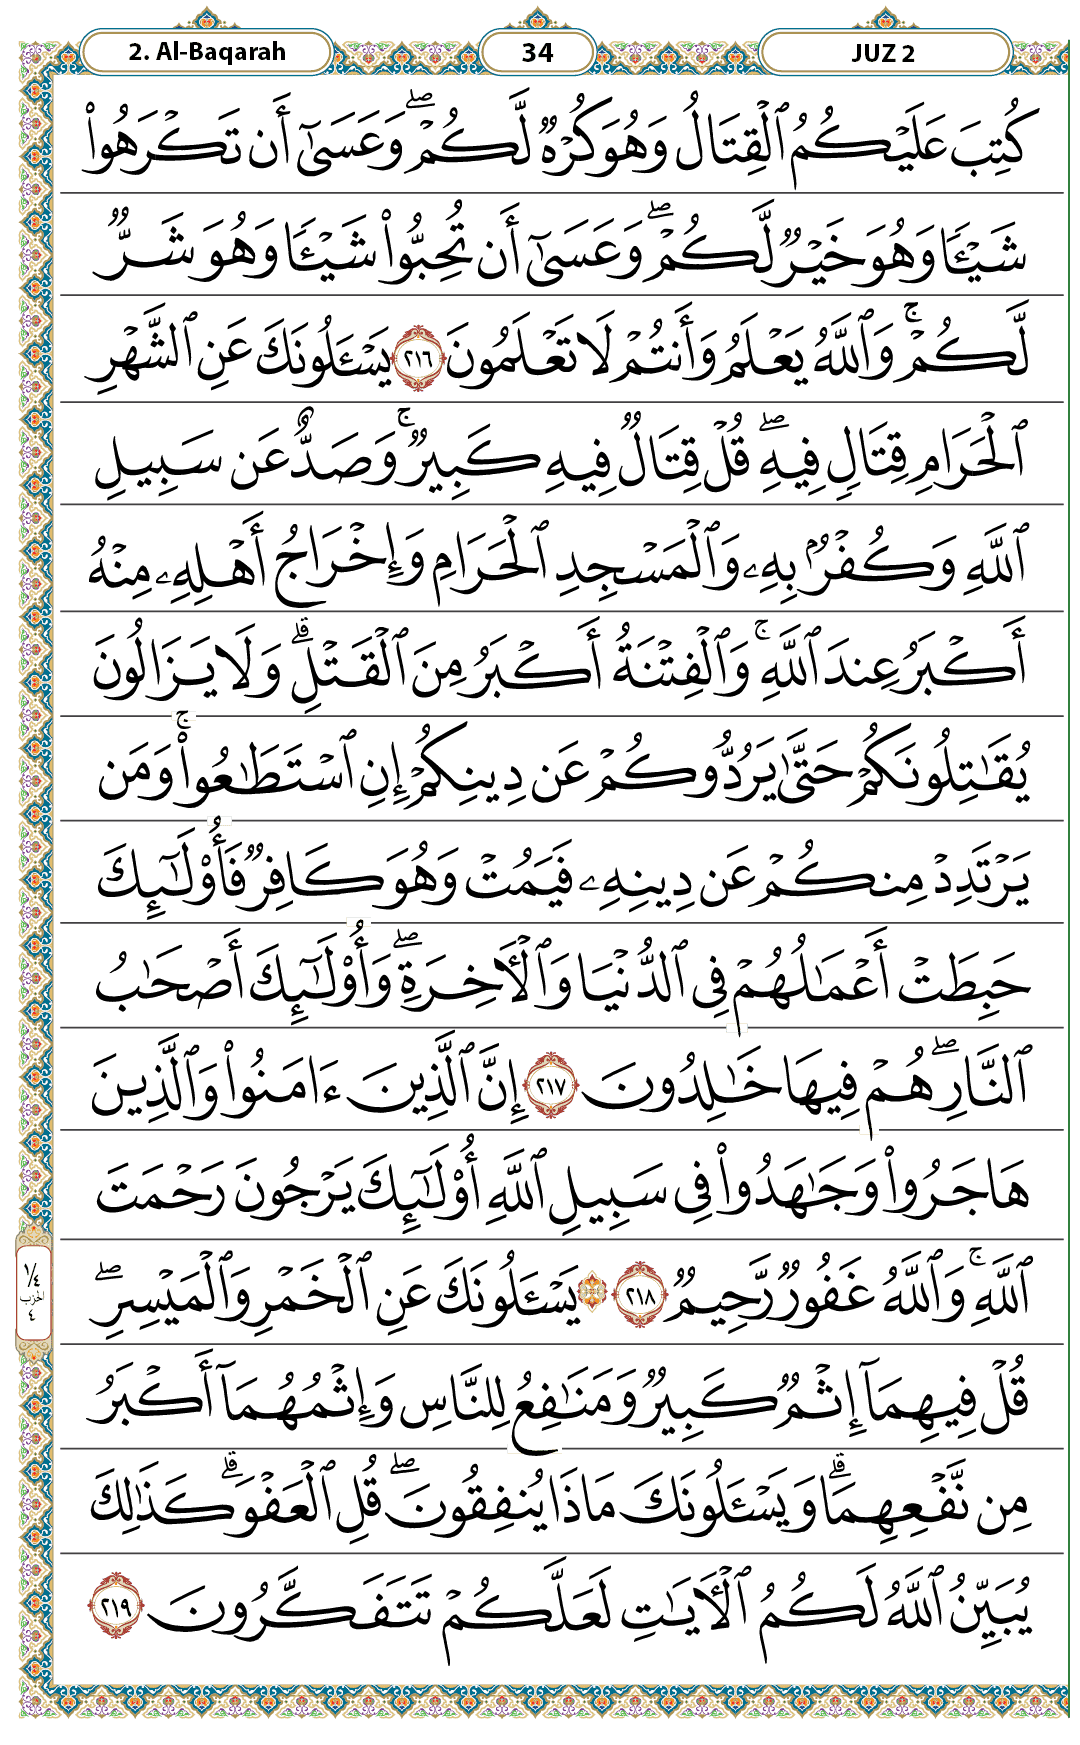 2. Al-Baqarah 34 JUZ 2
كُتِبَ عَلَيْكُمُ ٱلْقِتَالُ وَهُوَ كُرْهٌ لَّكُمْ ۖ وَعَسَىٰٓ أَن تَكْرَهُوا۟
شَيْـًٔا وَهُوَ خَيْرٌ لَّكُمْ ۖ وَعَسَىٰٓ أَن تُحِبُّوا۟ شَيْـًٔا وَهُوَ شَرٌّ
لَّكُمْ ۗ وَٱللَّهُ يَعْلَمُ وَأَنتُمْ لَا تَعْلَمُونَ ٢١٦ يَسْـَٔلُونَكَ عَنِ ٱلشَّهْرِ
ٱلْحَرَامِ قِتَالٍ فِيهِ ۖ قُلْ قِتَالٌ فِيهِ كَبِيرٌ ۚ وَصَدٌّ عَن سَبِيلِ
ٱللَّهِ وَكُفْرٌۢ بِهِۦ وَٱلْمَسْجِدِ ٱلْحَرَامِ وَإِخْرَاجُ أَهْلِهِۦ مِنْهُ
أَكْبَرُ عِندَ ٱللَّهِ ۚ وَٱلْفِتْنَةُ أَكْبَرُ مِنَ ٱلْقَتْلِ ۗ وَلَا يَزَالُونَ
يُقَـٰتِلُونَكُمْ حَتَّىٰ يَرُدُّوكُمْ عَن دِينِكُمْ إِنِ ٱسْتَطَـٰعُوا۟ ۚ وَمَن
يَرْتَدِدْ مِنكُمْ عَن دِينِهِۦ فَيَمُتْ وَهُوَ كَافِرٌ فَأُو۟لَـٰٓئِكَ
حَبِطَتْ أَعْمَـٰلُهُمْ فِى ٱلدُّنْيَا وَٱلْـَٔاخِرَةِ ۖ وَأُو۟لَـٰٓئِكَ أَصْحَـٰبُ
ٱلنَّارِ ۖ هُمْ فِيهَا خَـٰلِدُونَ ٢١٧ إِنَّ ٱلَّذِينَ ءَامَنُوا۟ وَٱلَّذِينَ
هَاجَرُوا۟ وَجَـٰهَدُوا۟ فِى سَبِيلِ ٱللَّهِ أُو۟لَـٰٓئِكَ يَرْجُونَ رَحْمَتَ
ٱللَّهِ ۚ وَٱللَّهُ غَفُورٌ رَّحِيمٌ ٢١٨ ۞ يَسْـَٔلُونَكَ عَنِ ٱلْخَمْرِ وَٱلْمَيْسِرِ ۖ
١/٤ الحزب ٤
قُلْ فِيهِمَآ إِثْمٌ كَبِيرٌ وَمَنَـٰفِعُ لِلنَّاسِ وَإِثْمُهُمَآ أَكْبَرُ
مِن نَّفْعِهِمَا ۗ وَيَسْـَٔلُونَكَ مَاذَا يُنفِقُونَ ۖ قُلِ ٱلْعَفْوَ ۗ كَذَٰلِكَ
يُبَيِّنُ ٱللَّهُ لَكُمُ ٱلْـَٔايَـٰتِ لَعَلَّكُمْ تَتَفَكَّرُونَ ٢١٩